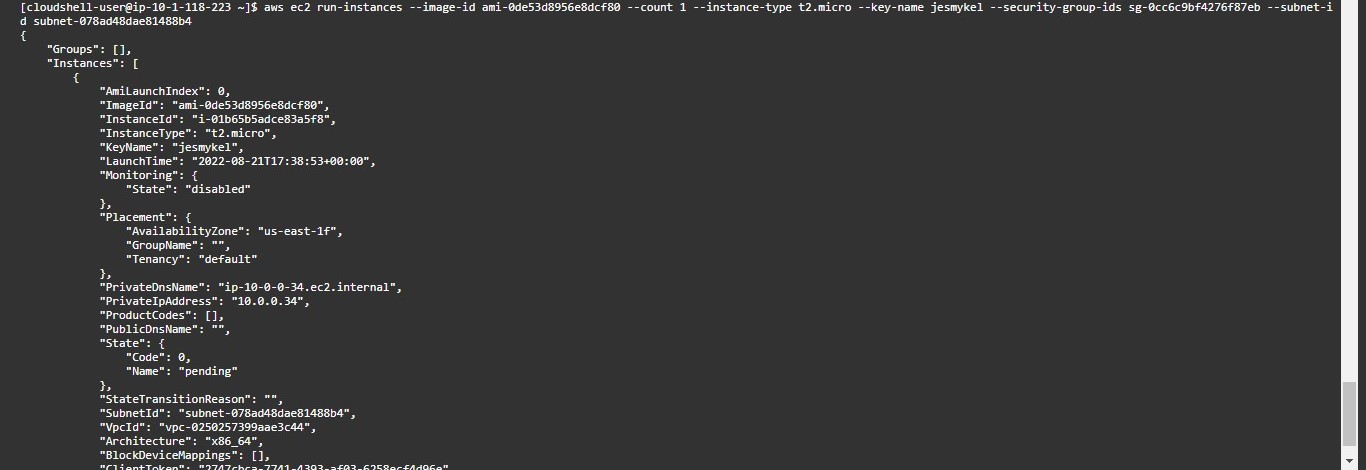 [cloudshell-user@ip-10-1-118-223 ~]$ aws ec2 run-instances --image-id ami-0de53d8956e8dcf80 --count 1 --instance-type t2.micro --key-name jesmykel --security-group-ids sg-0cc6c9bf4276f87eb --subnet-i
d subnet-078ad48dae81488b4
{
    "Groups": [],
    "Instances": [
        {
            "AmiLaunchIndex": 0,
            "ImageId": "ami-0de53d8956e8dcf80",
            "InstanceId": "i-01b65b5adce83a5f8",
            "InstanceType": "t2.micro",
            "KeyName": "jesmykel",
            "LaunchTime": "2022-08-21T17:38:53+00:00",
            "Monitoring": {
                "State": "disabled"
            },
            "Placement": {
                "AvailabilityZone": "us-east-1f",
                "GroupName": "",
                "Tenancy": "default"
            },
            "PrivateDnsName": "ip-10-0-0-34.ec2.internal",
            "PrivateIpAddress": "10.0.0.34",
            "ProductCodes": [],
            "PublicDnsName": "",
            "State": {
                "Code": 0,
                "Name": "pending"
            },
            "StateTransitionReason": "",
            "SubnetId": "subnet-078ad48dae81488b4",
            "VpcId": "vpc-0250257399aae3c44",
            "Architecture": "x86_64",
            "BlockDeviceMappings": [],
            "ClientToken": "2747cbca-7741-4393-af03-6258ecf4d96e"